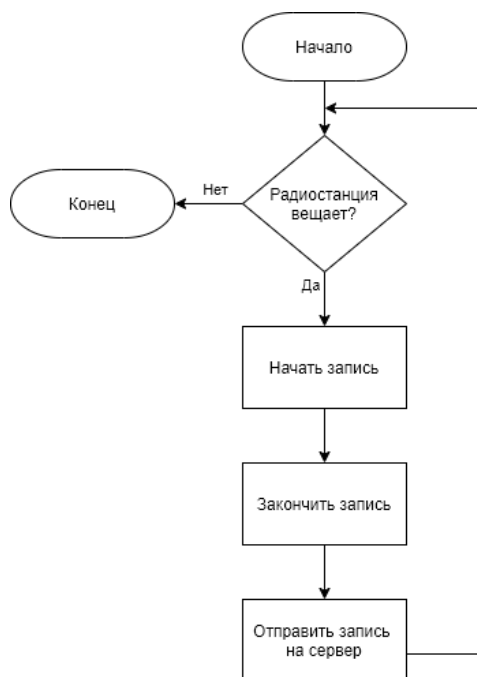 Начало
Радиостанция
вещает?
Нет
Конец
Да
Начать запись
Закончить запись
Отправить запись
на сервер